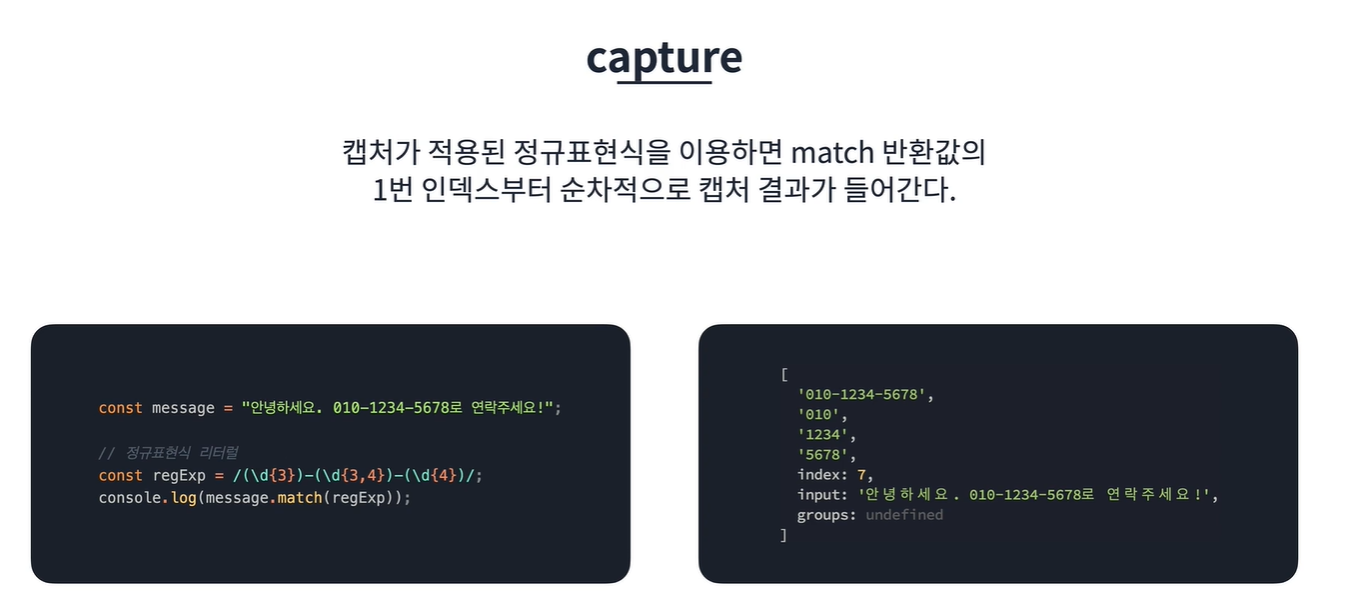 capture
캡처가 적용된 정규표현식을 이용하면 match 반환값의
1번 인덱스부터 순차적으로 캡처 결과가 들어간다.
const message = "안녕하세요. 010-1234-5678로 연락주세요!";
// 정규표현식 리터럴
const regExp = /(\d{3})-(\d{3,4})-(\d{4})/;
console.log(message.match(regExp));
[
'010-1234-5678',
'010',
'1234',
'5678',
index: 7,
input: '안녕하세요. 010-1234-5678로 연락주세요!',
groups: undefined
]